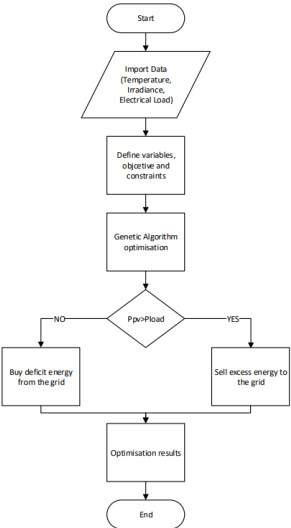 Start
Import Data
(Temperature,
Irradiance,
Electrical Load)
Define variables,
objcetive and
constraints
Genetic Algorithm
optimisation
Ppv>Pload
NO
YES
Buy deficit energy
from the grid
Sell excess energy to
the grid
Optimisation results
End